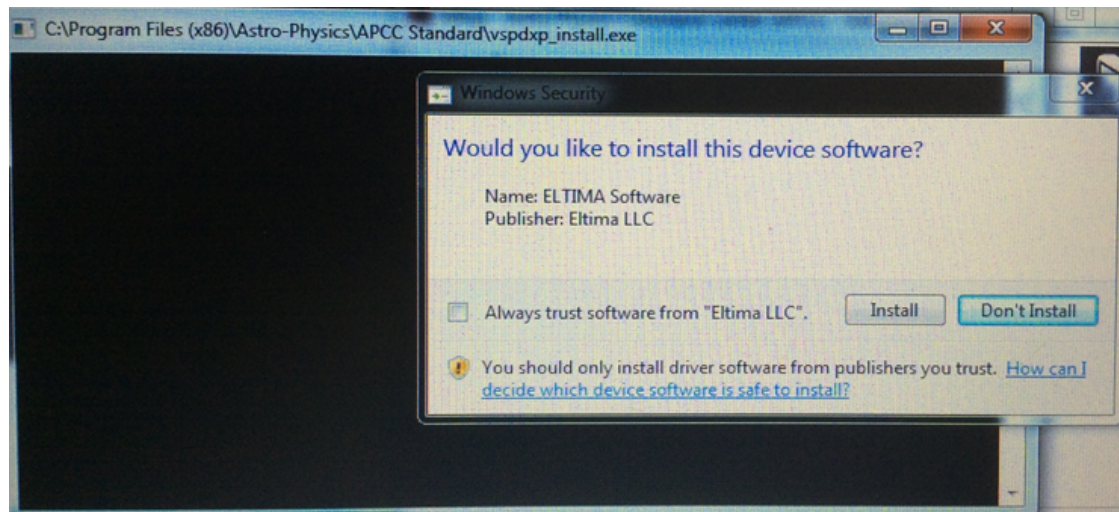 C:\Program Files (x86)\Astro-Physics\APCC Standard\vspdxp_install.exe
Windows Security
Would you like to install this device software?
Name: ELTIMA Software
Publisher: Eltima LLC
Always trust software from "Eltima LLC".
Install
Don't Install
You should only install driver software from publishers you trust. How can I
decide which device software is safe to install?